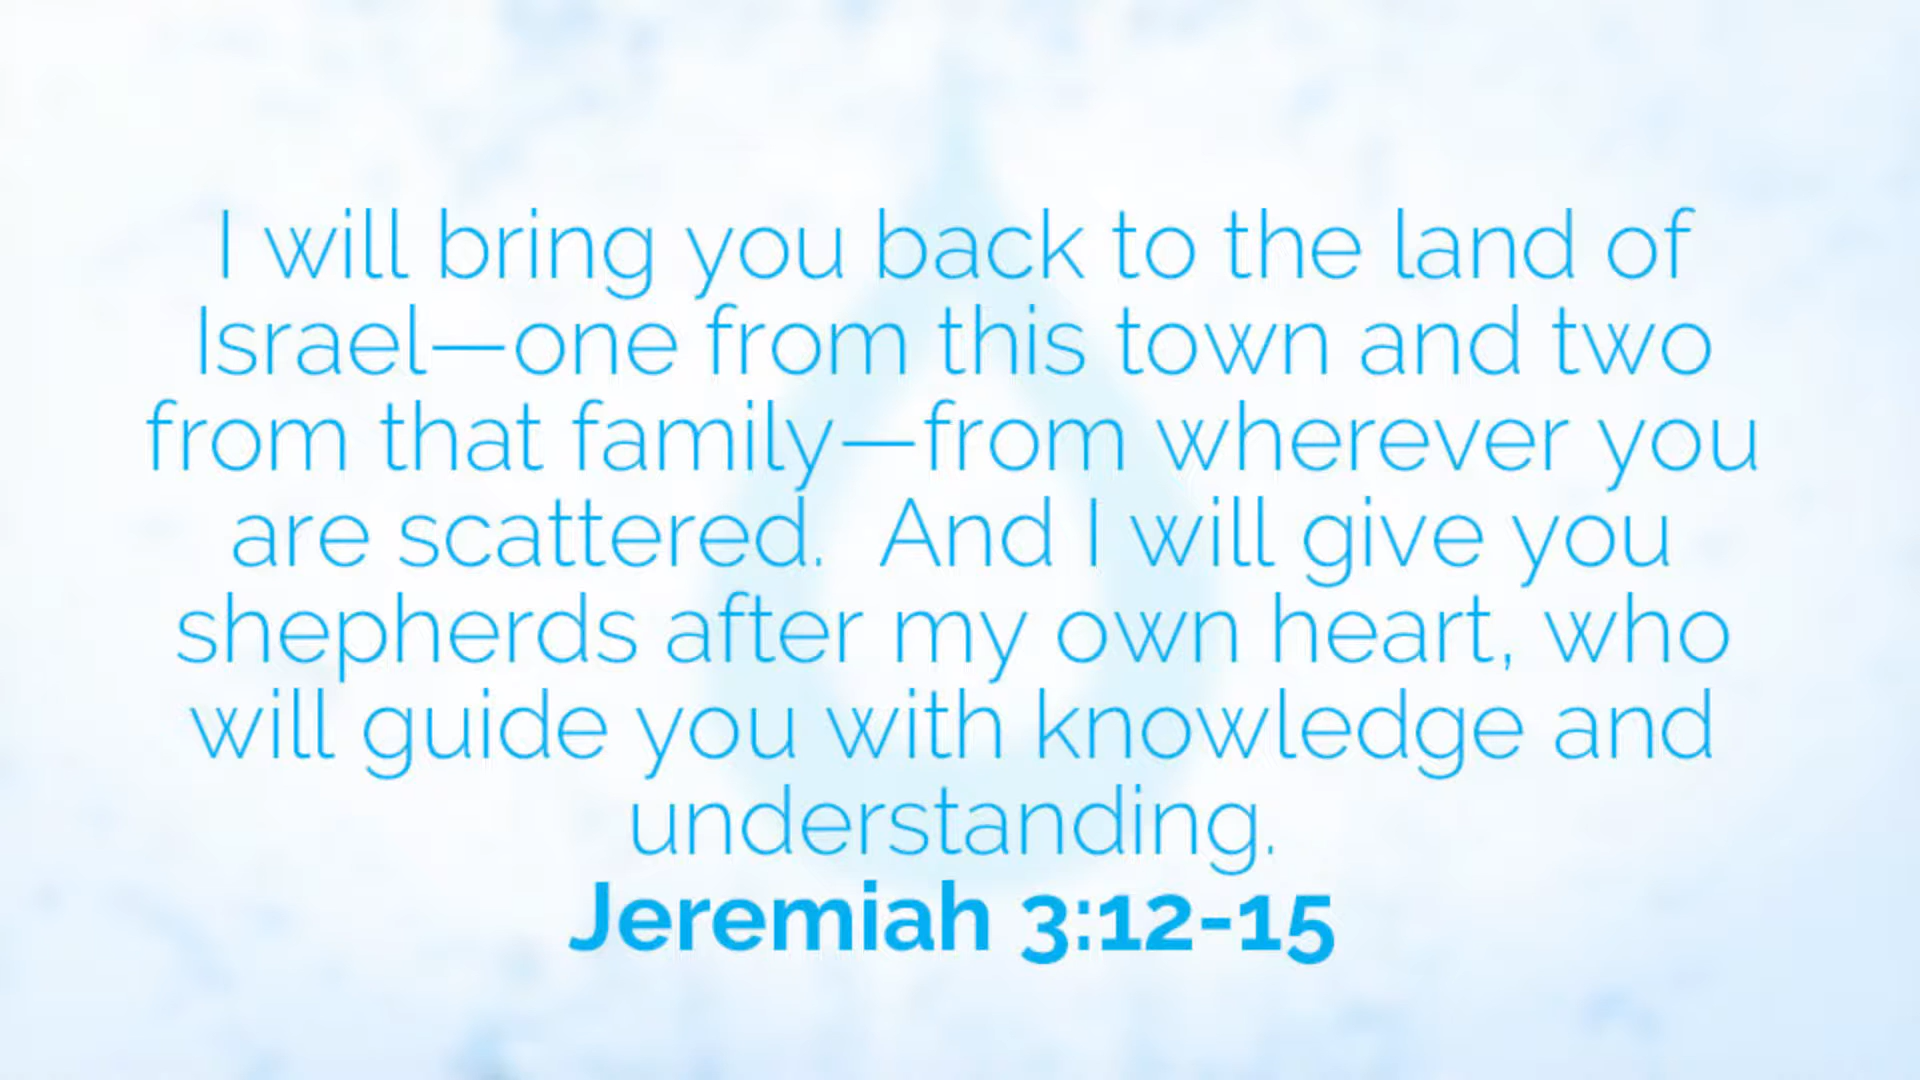 I will bring you back to the land of
Israel—one from this town and two
from that family—from wherever you
are scattered.  And I will give you
shepherds after my own heart, who
will guide you with knowledge and
understanding.
Jeremiah 3:12-15